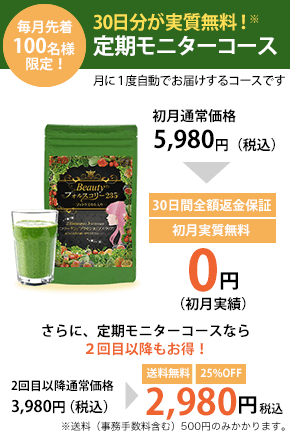 毎月先着
100名様
限定！
30日分が実質無料！※
定期モニターコース
月に１度自動でお届けするコースです
初月通常価格
5,980円（税込）
30日間全額返金保証
初月実質無料
0円
（初月実績）
Beauty
フォルスコリー235
さらに、定期モニターコースなら
２回目以降もお得！
2回目以降通常価格
3,980円（税込）
送料無料 25%OFF
2,980円税込
※送料（事務手数料含む）500円のみかかります。